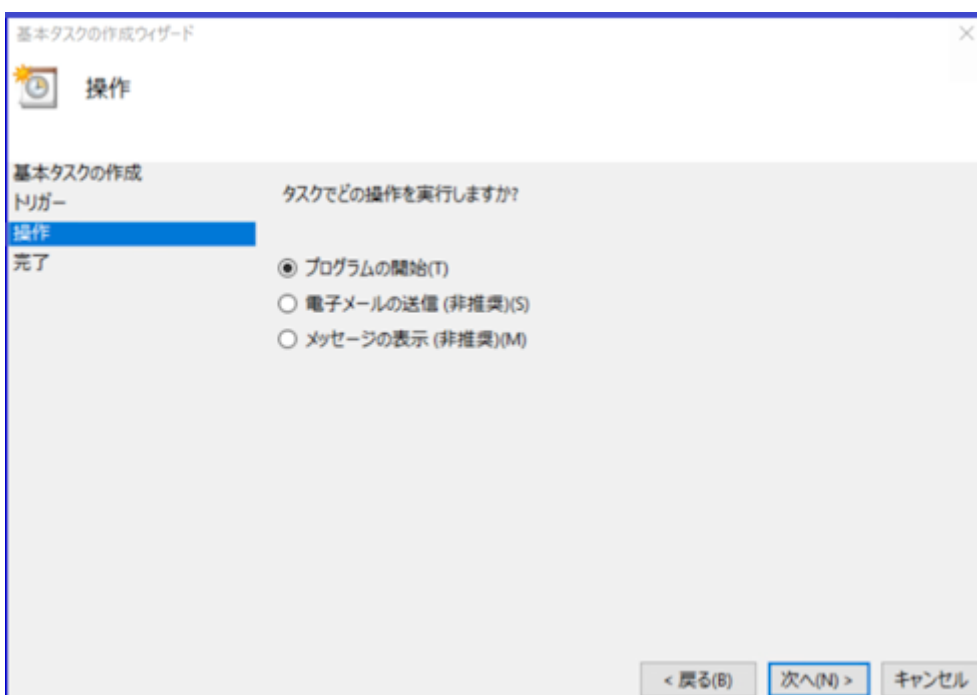 基本タスクの作成ウィザード
操作
基本タスクの作成
トリガー
操作
完了
タスクでどの操作を実行しますか?
プログラムの開始(T)
電子メールの送信 (非推奨)(S)
メッセージの表示 (非推奨)(M)
< 戻る(B) 次へ(N) > キャンセル